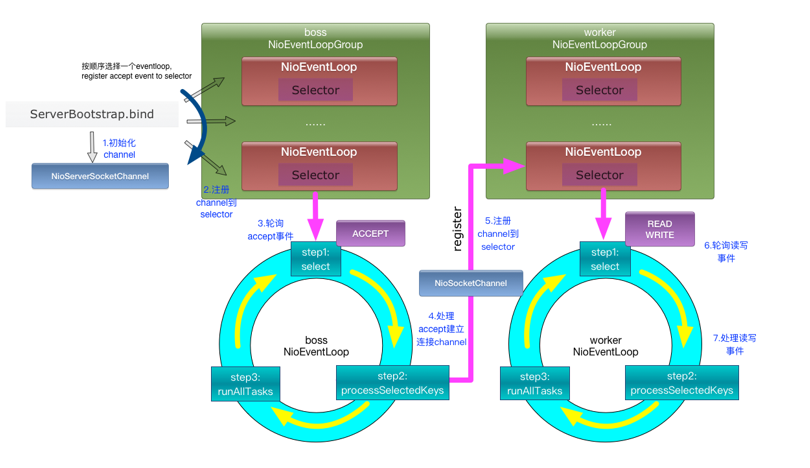 boss
NioEventLoopGroup
NioEventLoop
Selector
......
NioEventLoop
Selector
按顺序选择一个eventloop,
register accept event to selector
ServerBootstrap.bind
1.初始化
channel
NioServerSocketChannel
2.注册
channel到
selector
3.轮询
accept事件
ACCEPT
step1:
select
boss
NioEventLoop
step2:
processSelectedKeys
step3:
runAllTasks
4.处理
accept建立
连接channel
NioSocketChannel
register
5.注册
channel到
selector
worker
NioEventLoopGroup
NioEventLoop
Selector
......
NioEventLoop
Selector
READ
WRITE
6.轮询读写
事件
step1:
select
worker
NioEventLoop
7.处理读写
事件
step2:
processSelectedKeys
step3:
runAllTasks